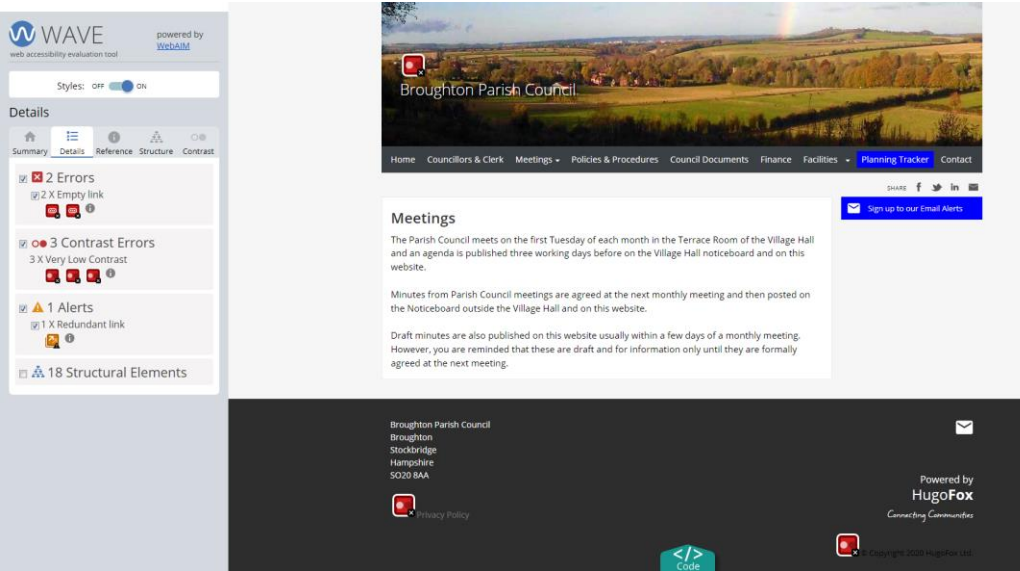 WAVE
web accessibility evaluation tool
powered by
WebAIM
Styles: OFF ON
Details
Summary Details Reference Structure Contrast
2 Errors
2 X Empty link
3 Contrast Errors
3 X Very Low Contrast
1 Alerts
1 X Redundant link
18 Structural Elements
Broughton Parish Council
Home Councillors & Clerk Meetings Policies & Procedures Council Documents Finance Facilities Planning Tracker Contact
SHARE
Sign up to our Email Alerts
Meetings
The Parish Council meets on the first Tuesday of each month in the Terrace Room of the Village Hall
and an agenda is published three working days before on the Village Hall noticeboard and on this
website.
Minutes from Parish Council meetings are agreed at the next monthly meeting and then posted on
the Noticeboard outside the Village Hall and on this website.
Draft minutes are also published on this website usually within a few days of a monthly meeting.
However, you are reminded that these are draft and for information only until they are formally
agreed at the next meeting.
Broughton Parish Council
Broughton
Stockbridge
Hampshire
SO20 8AA
Privacy Policy
Powered by
HugoFox
Connecting Communities
© Copyright 2020 HugoFox Ltd.
</> Code